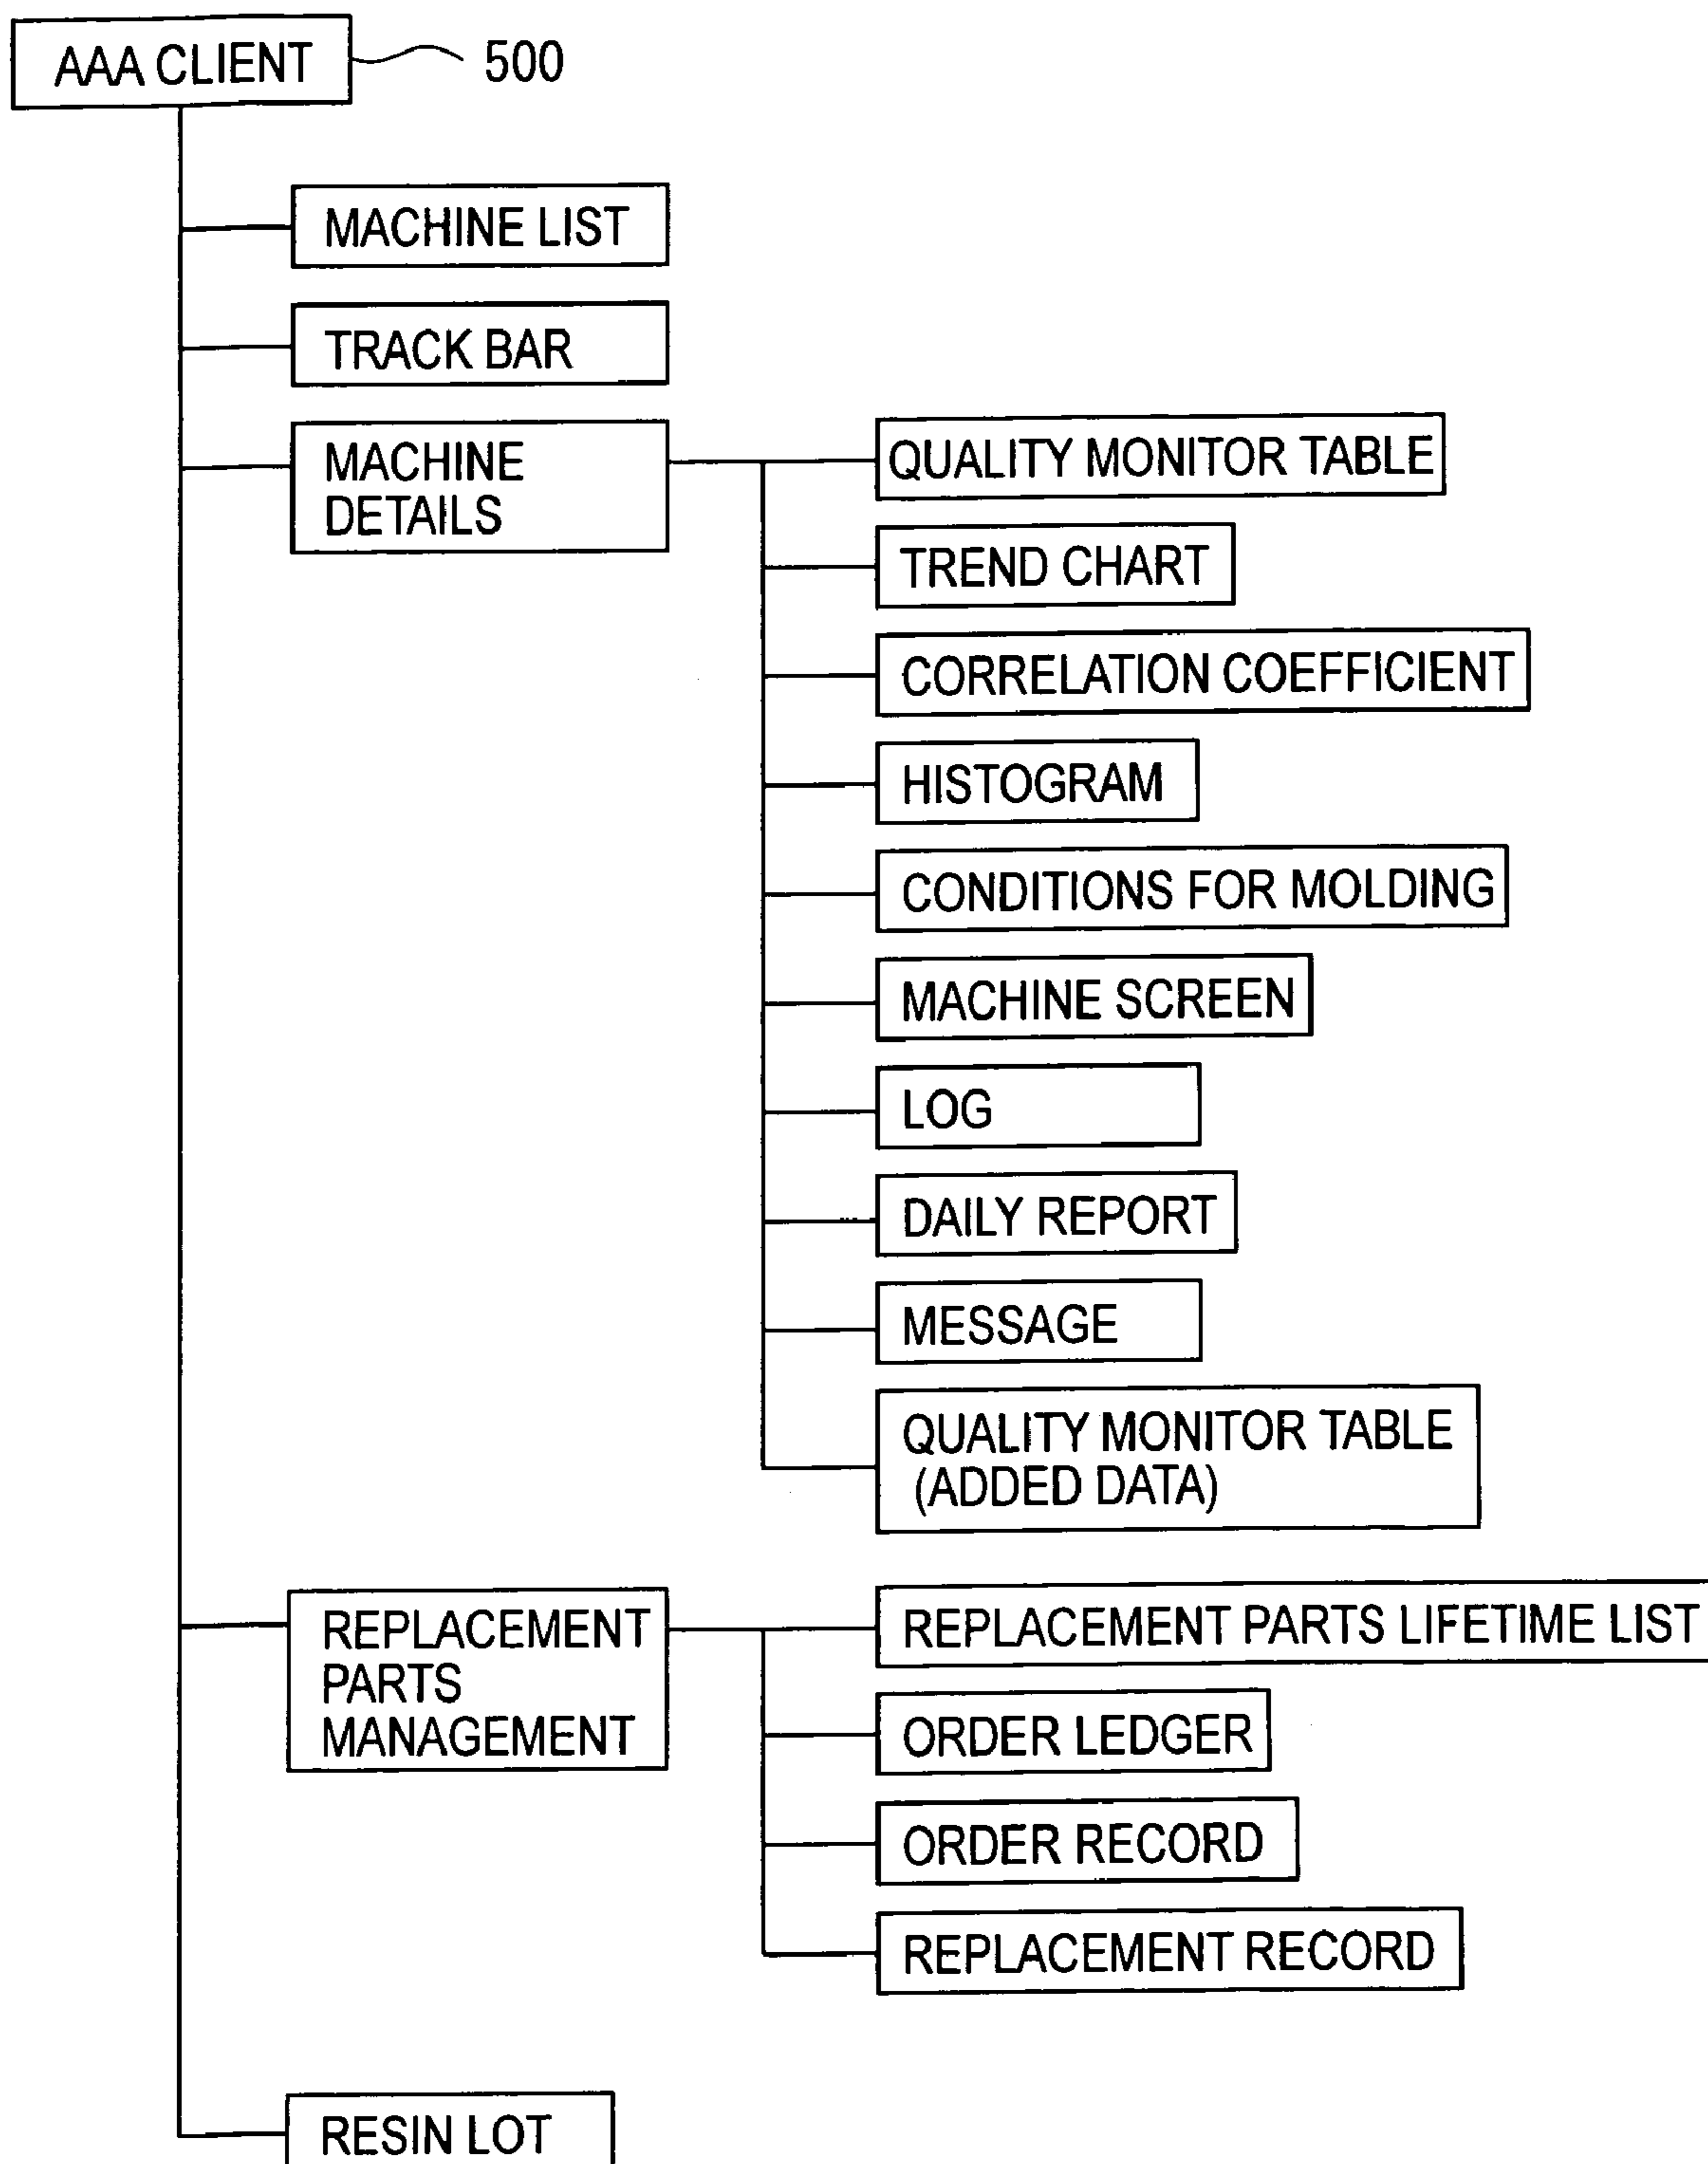 AAA CLIENT
500
MACHINE LIST
TRACK BAR
MACHINE
DETAILS
QUALITY MONITOR TABLE
TREND CHART
CORRELATION COEFFICIENT
HISTOGRAM
CONDITIONS FOR MOLDING
MACHINE SCREEN
LOG
DAILY REPORT
MESSAGE
QUALITY MONITOR TABLE
(ADDED DATA)
REPLACEMENT
PARTS
MANAGEMENT
REPLACEMENT PARTS LIFETIME LIST
ORDER LEDGER
ORDER RECORD
REPLACEMENT RECORD
RESIN LOT